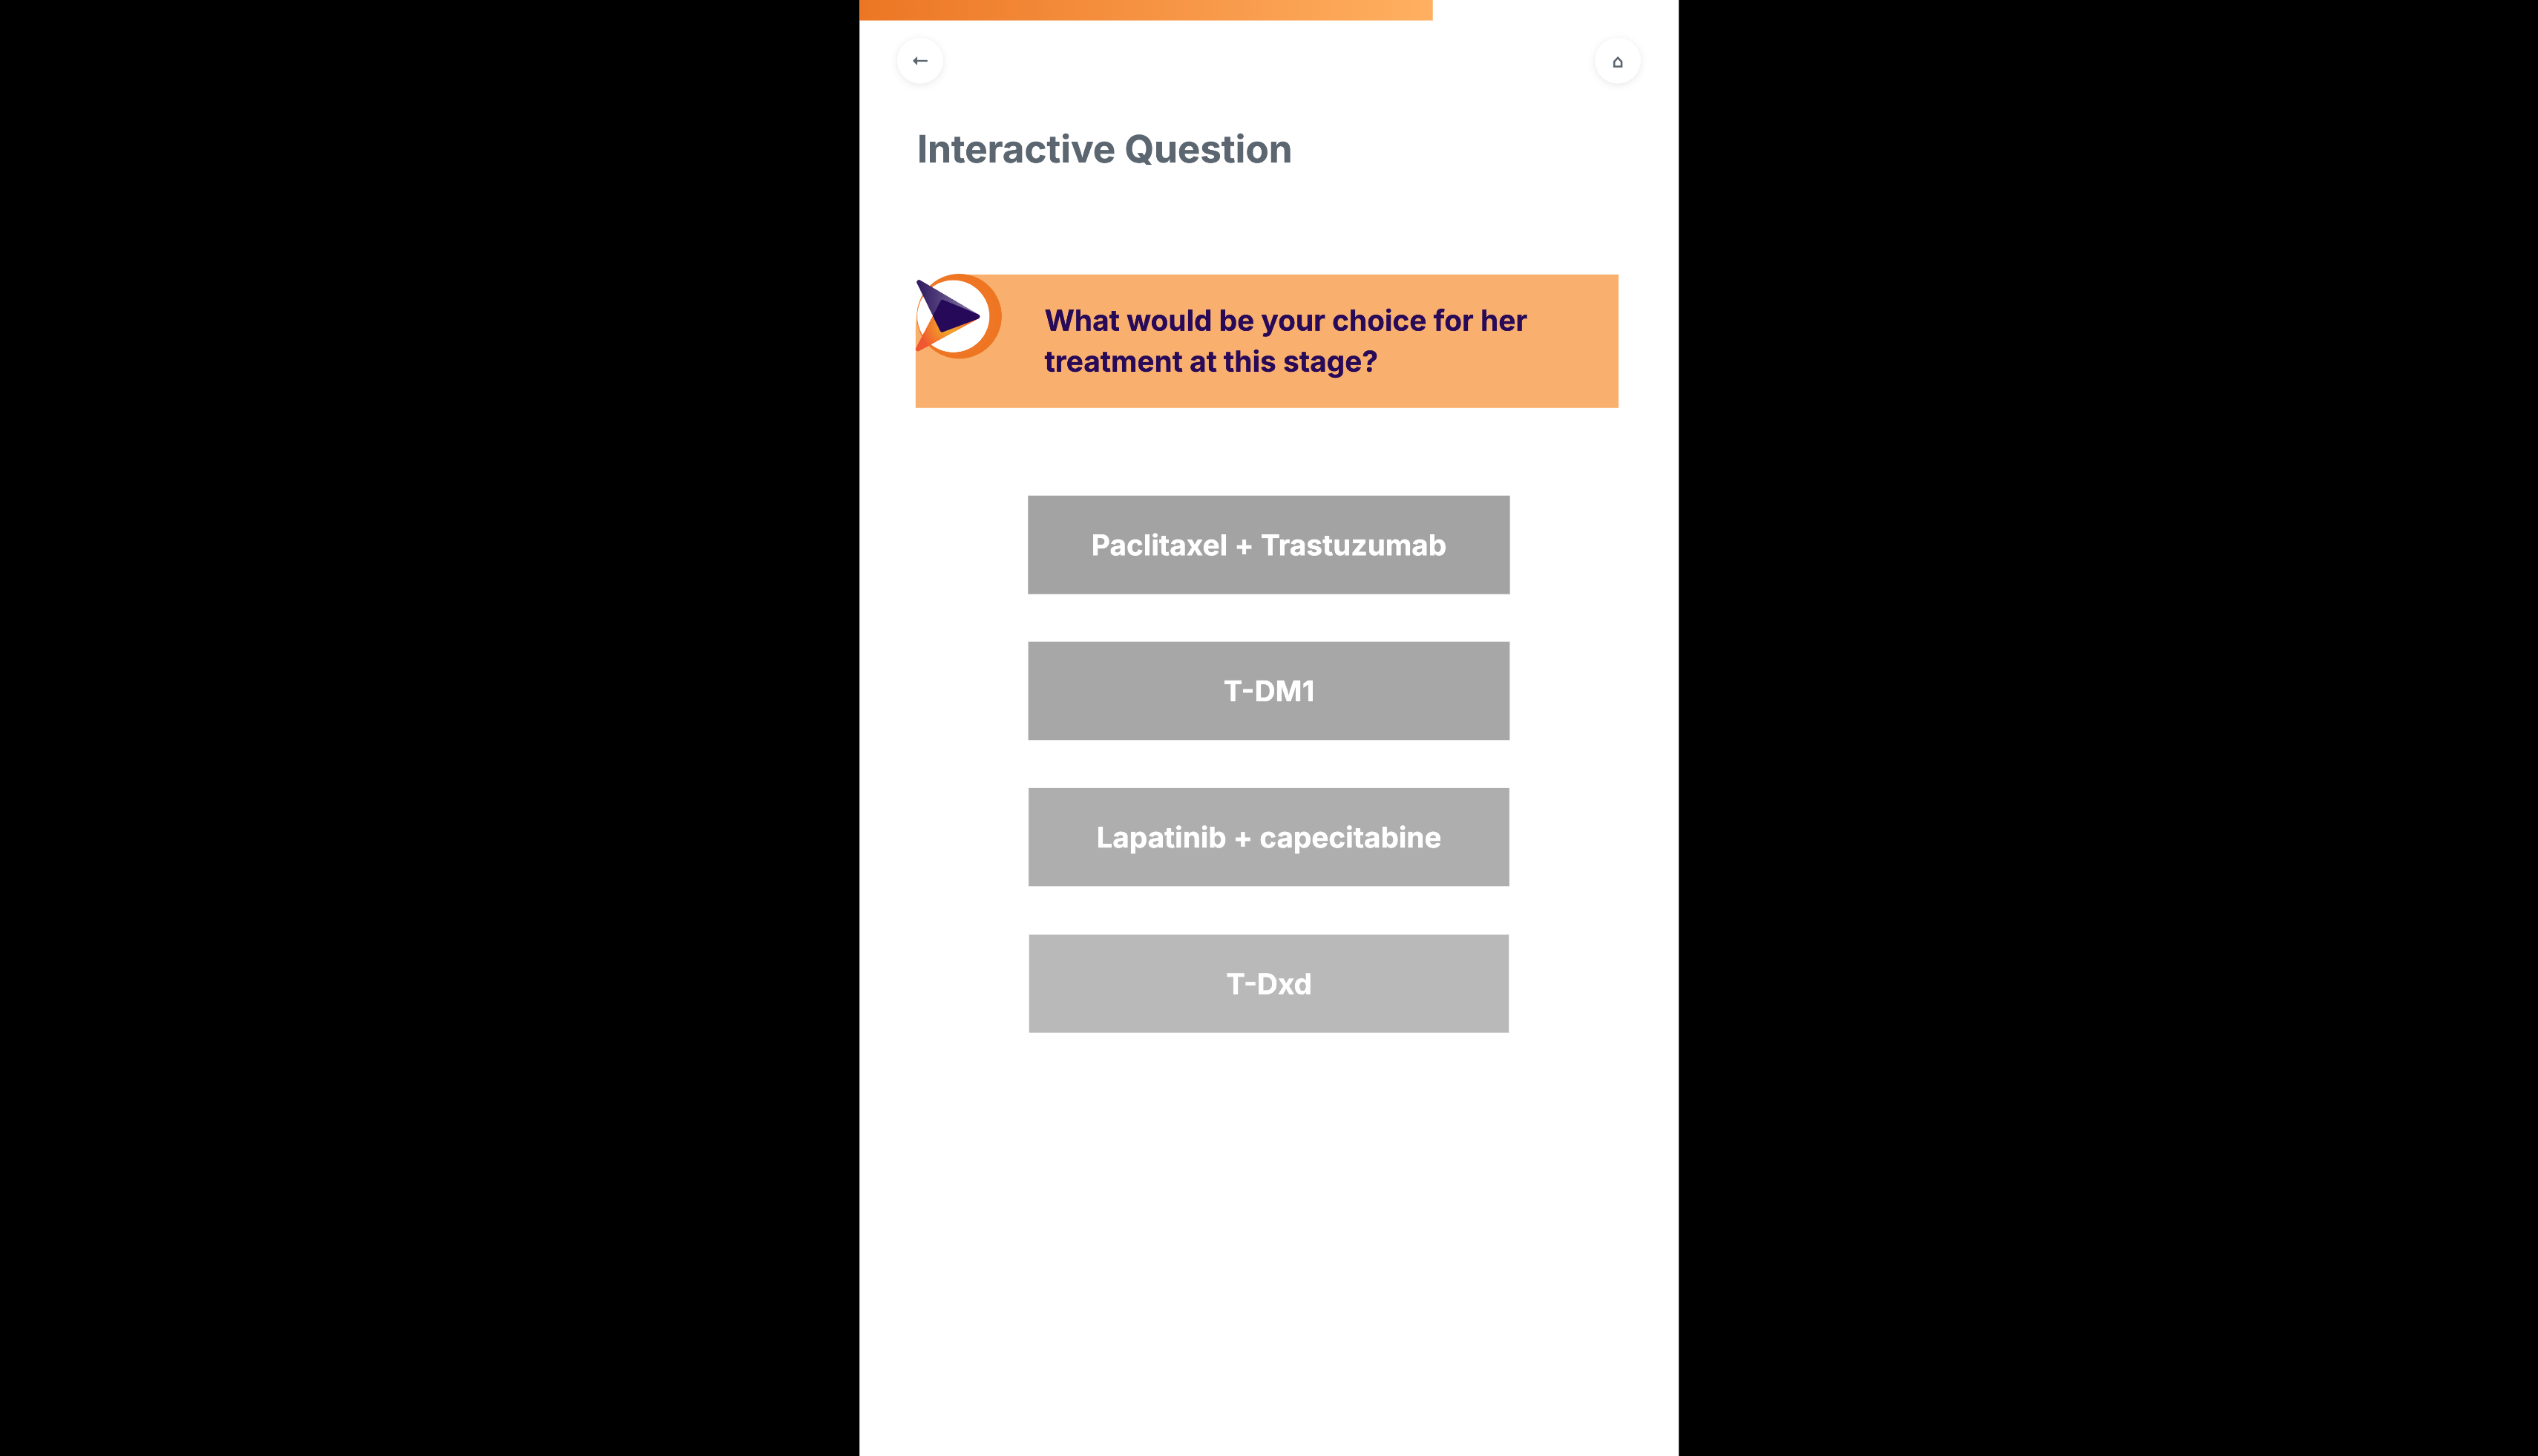 Interactive Question
What would be your choice for her
treatment at this stage?
Paclitaxel + Trastuzumab
T-DM1
Lapatinib + capecitabine
T-Dxd